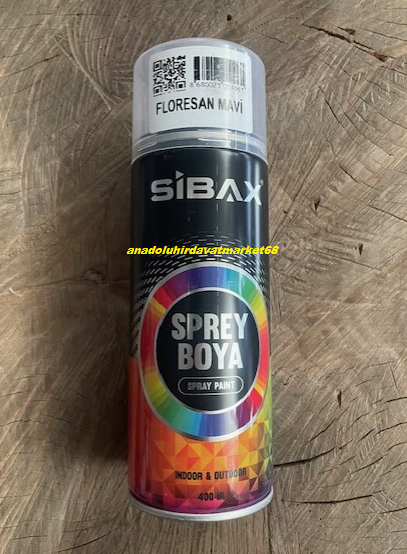 FLORESAN MAVİ
SİBAX
anadoluhirdavatmarket68
SPREY
BOYA
SPRAY PAINT
INDOOR & OUTDOOR
400 ML